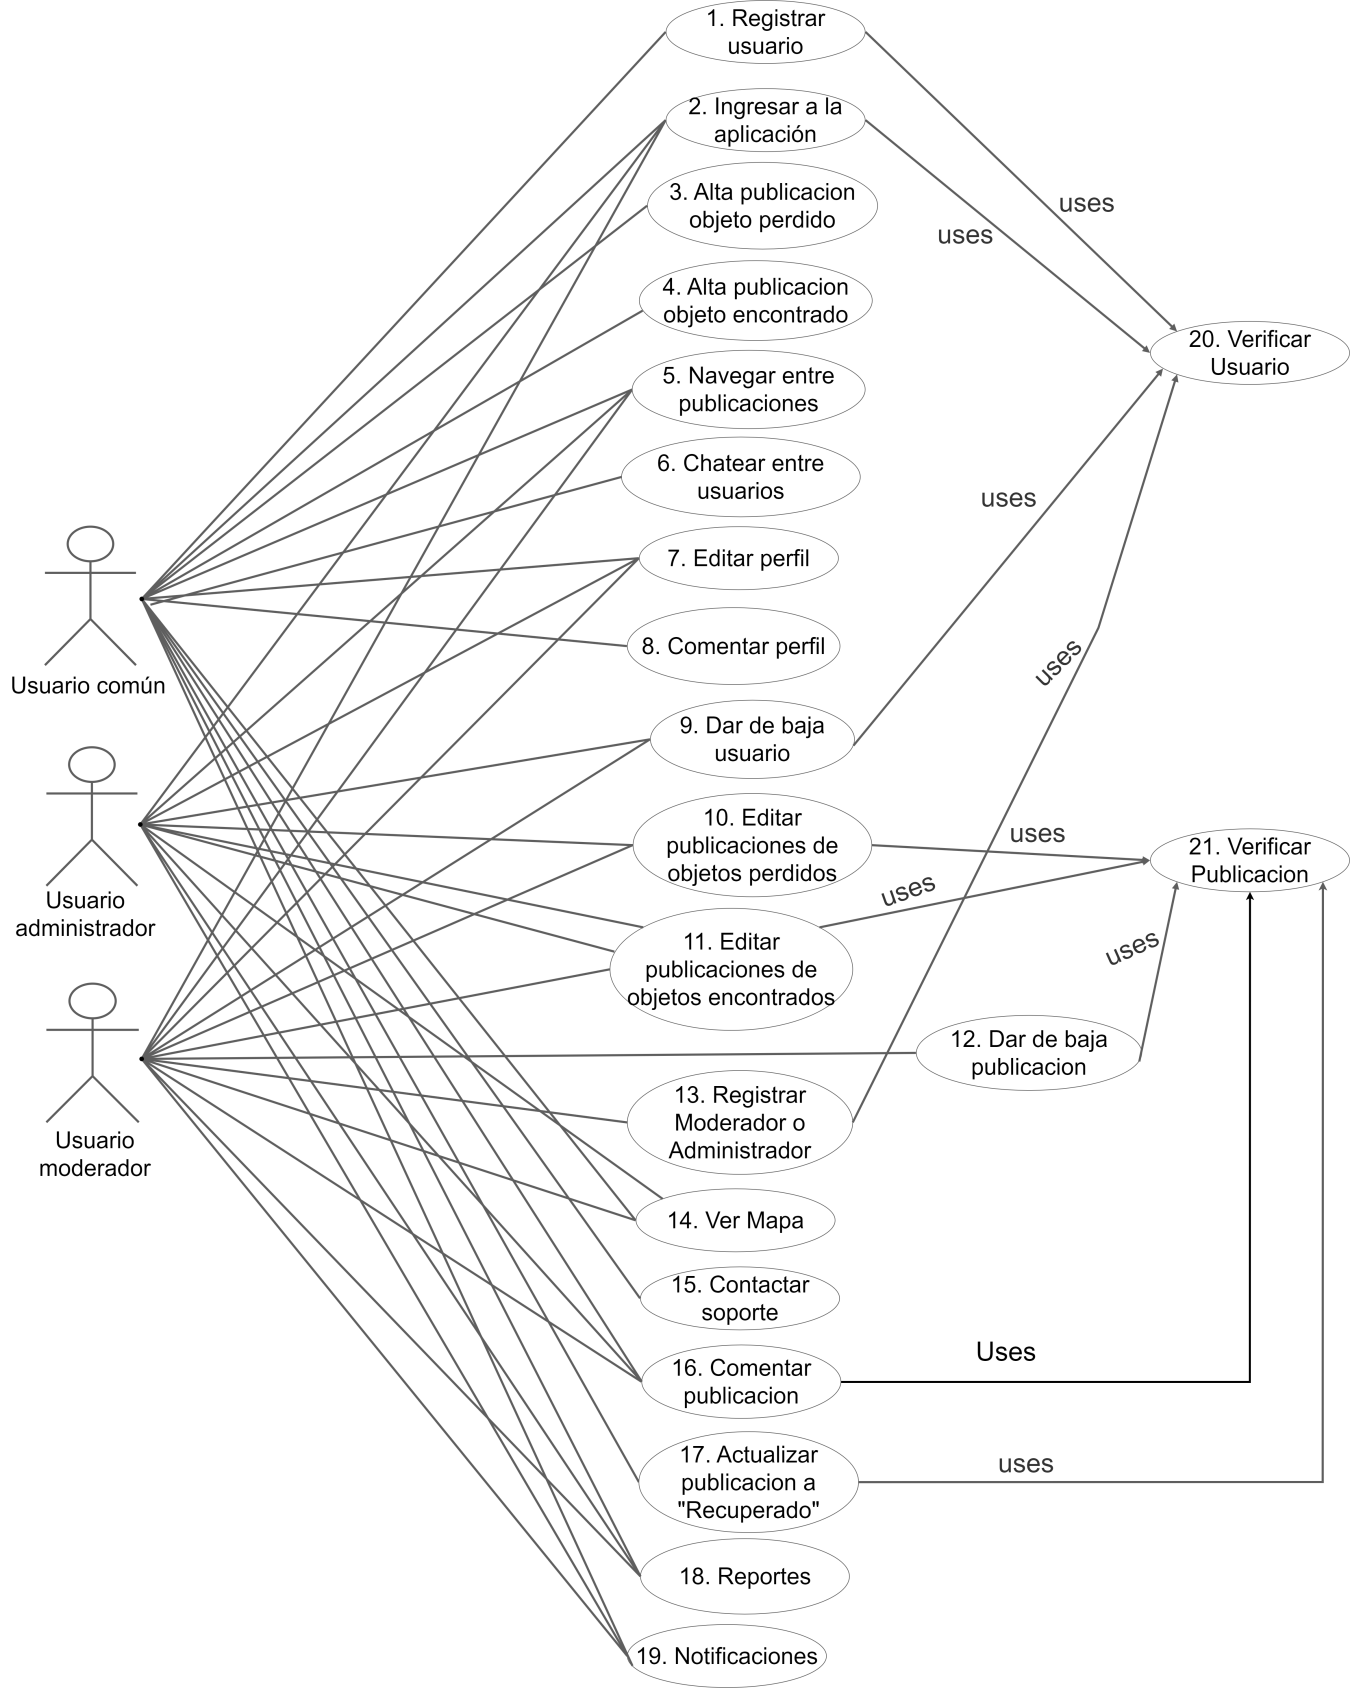 1. Registrar
usuario
2. Ingresar a la
aplicación
3. Alta publicacion
objeto perdido
uses
uses
4. Alta publicacion
objeto encontrado
20. Verificar
Usuario
5. Navegar entre
publicaciones
6. Chatear entre
usuarios
uses
7. Editar perfil
8. Comentar perfil
uses
Usuario común
9. Dar de baja
usuario
10. Editar
publicaciones de
objetos perdidos
uses
21. Verificar
Publicacion
uses
Usuario
administrador
11. Editar
publicaciones de
objetos encontrados
uses
12. Dar de baja
publicacion
13. Registrar
Moderador o
Administrador
Usuario
moderador
14. Ver Mapa
15. Contactar
soporte
16. Comentar
publicacion
Uses
17. Actualizar
publicacion a
"Recuperado"
uses
18. Reportes
19. Notificaciones